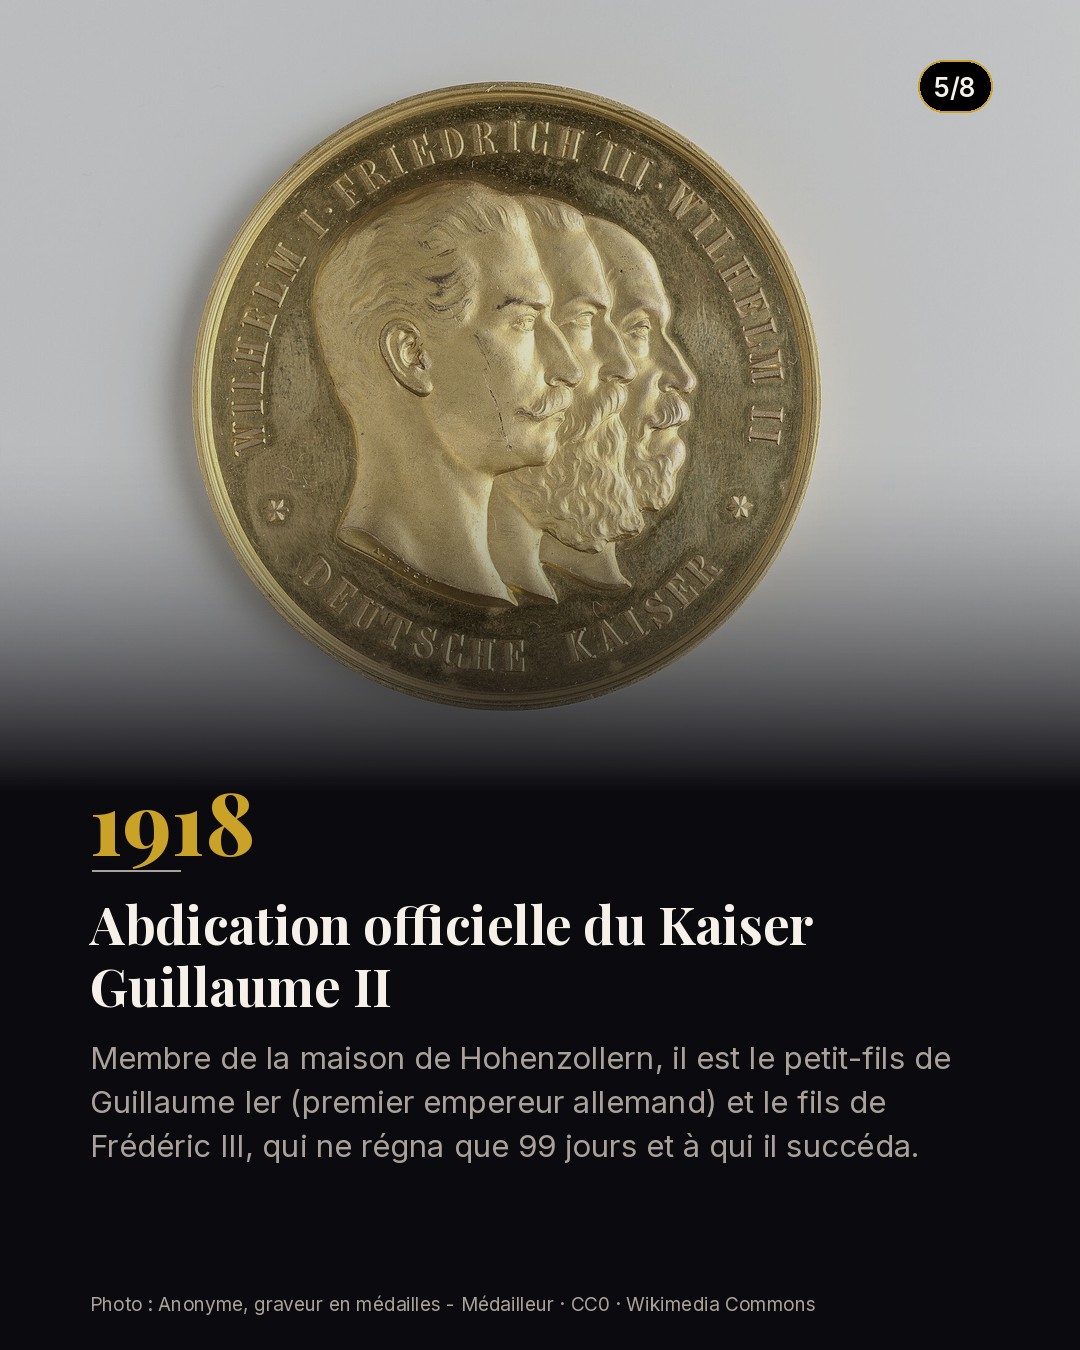 5/8
WILHELM I · FRIEDRICH III · WILHELM II
DEUTSCHE KAISER
1918
Abdication officielle du Kaiser
Guillaume II
Membre de la maison de Hohenzollern, il est le petit-fils de
Guillaume Ier (premier empereur allemand) et le fils de
Frédéric III, qui ne régna que 99 jours et à qui il succéda.
Photo : Anonyme, graveur en médailles - Médailleur · CC0 · Wikimedia Commons